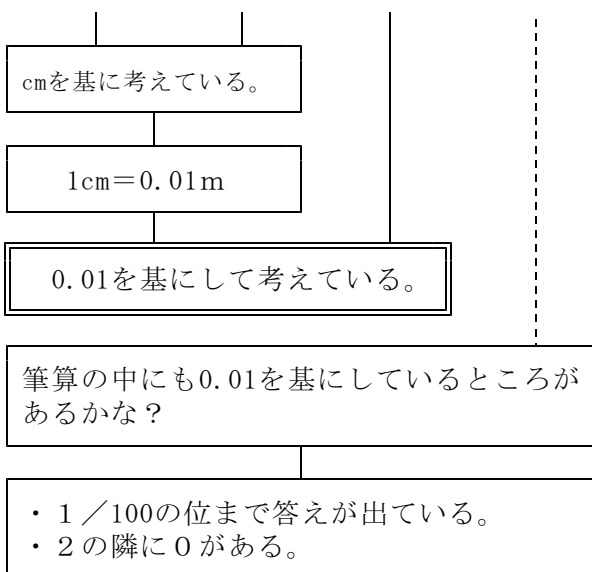 cmを基に考えている。
1cm＝0.01m
0.01を基にして考えている。
筆算の中にも0.01を基にしているところが
あるかな？
・１／100の位まで答えが出ている。
・２の隣に０がある。